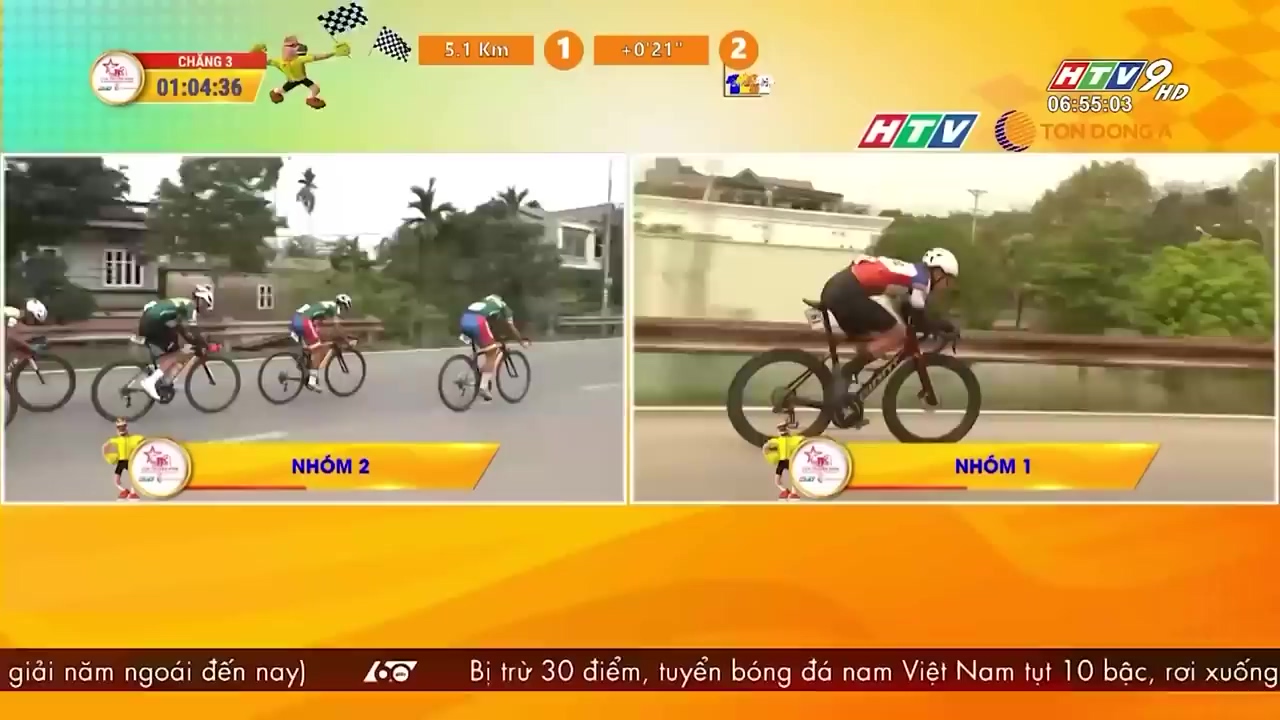 CHẶNG 3
01:04:36
5.1 Km
1
+0'21"
2
HTV9 HD
06:55:03
HTV
TON DONG A
NHÓM 2
NHÓM 1
giải năm ngoái đến nay) 60 Bị trừ 30 điểm, tuyển bóng đá nam Việt Nam tụt 10 bậc, rơi xuống